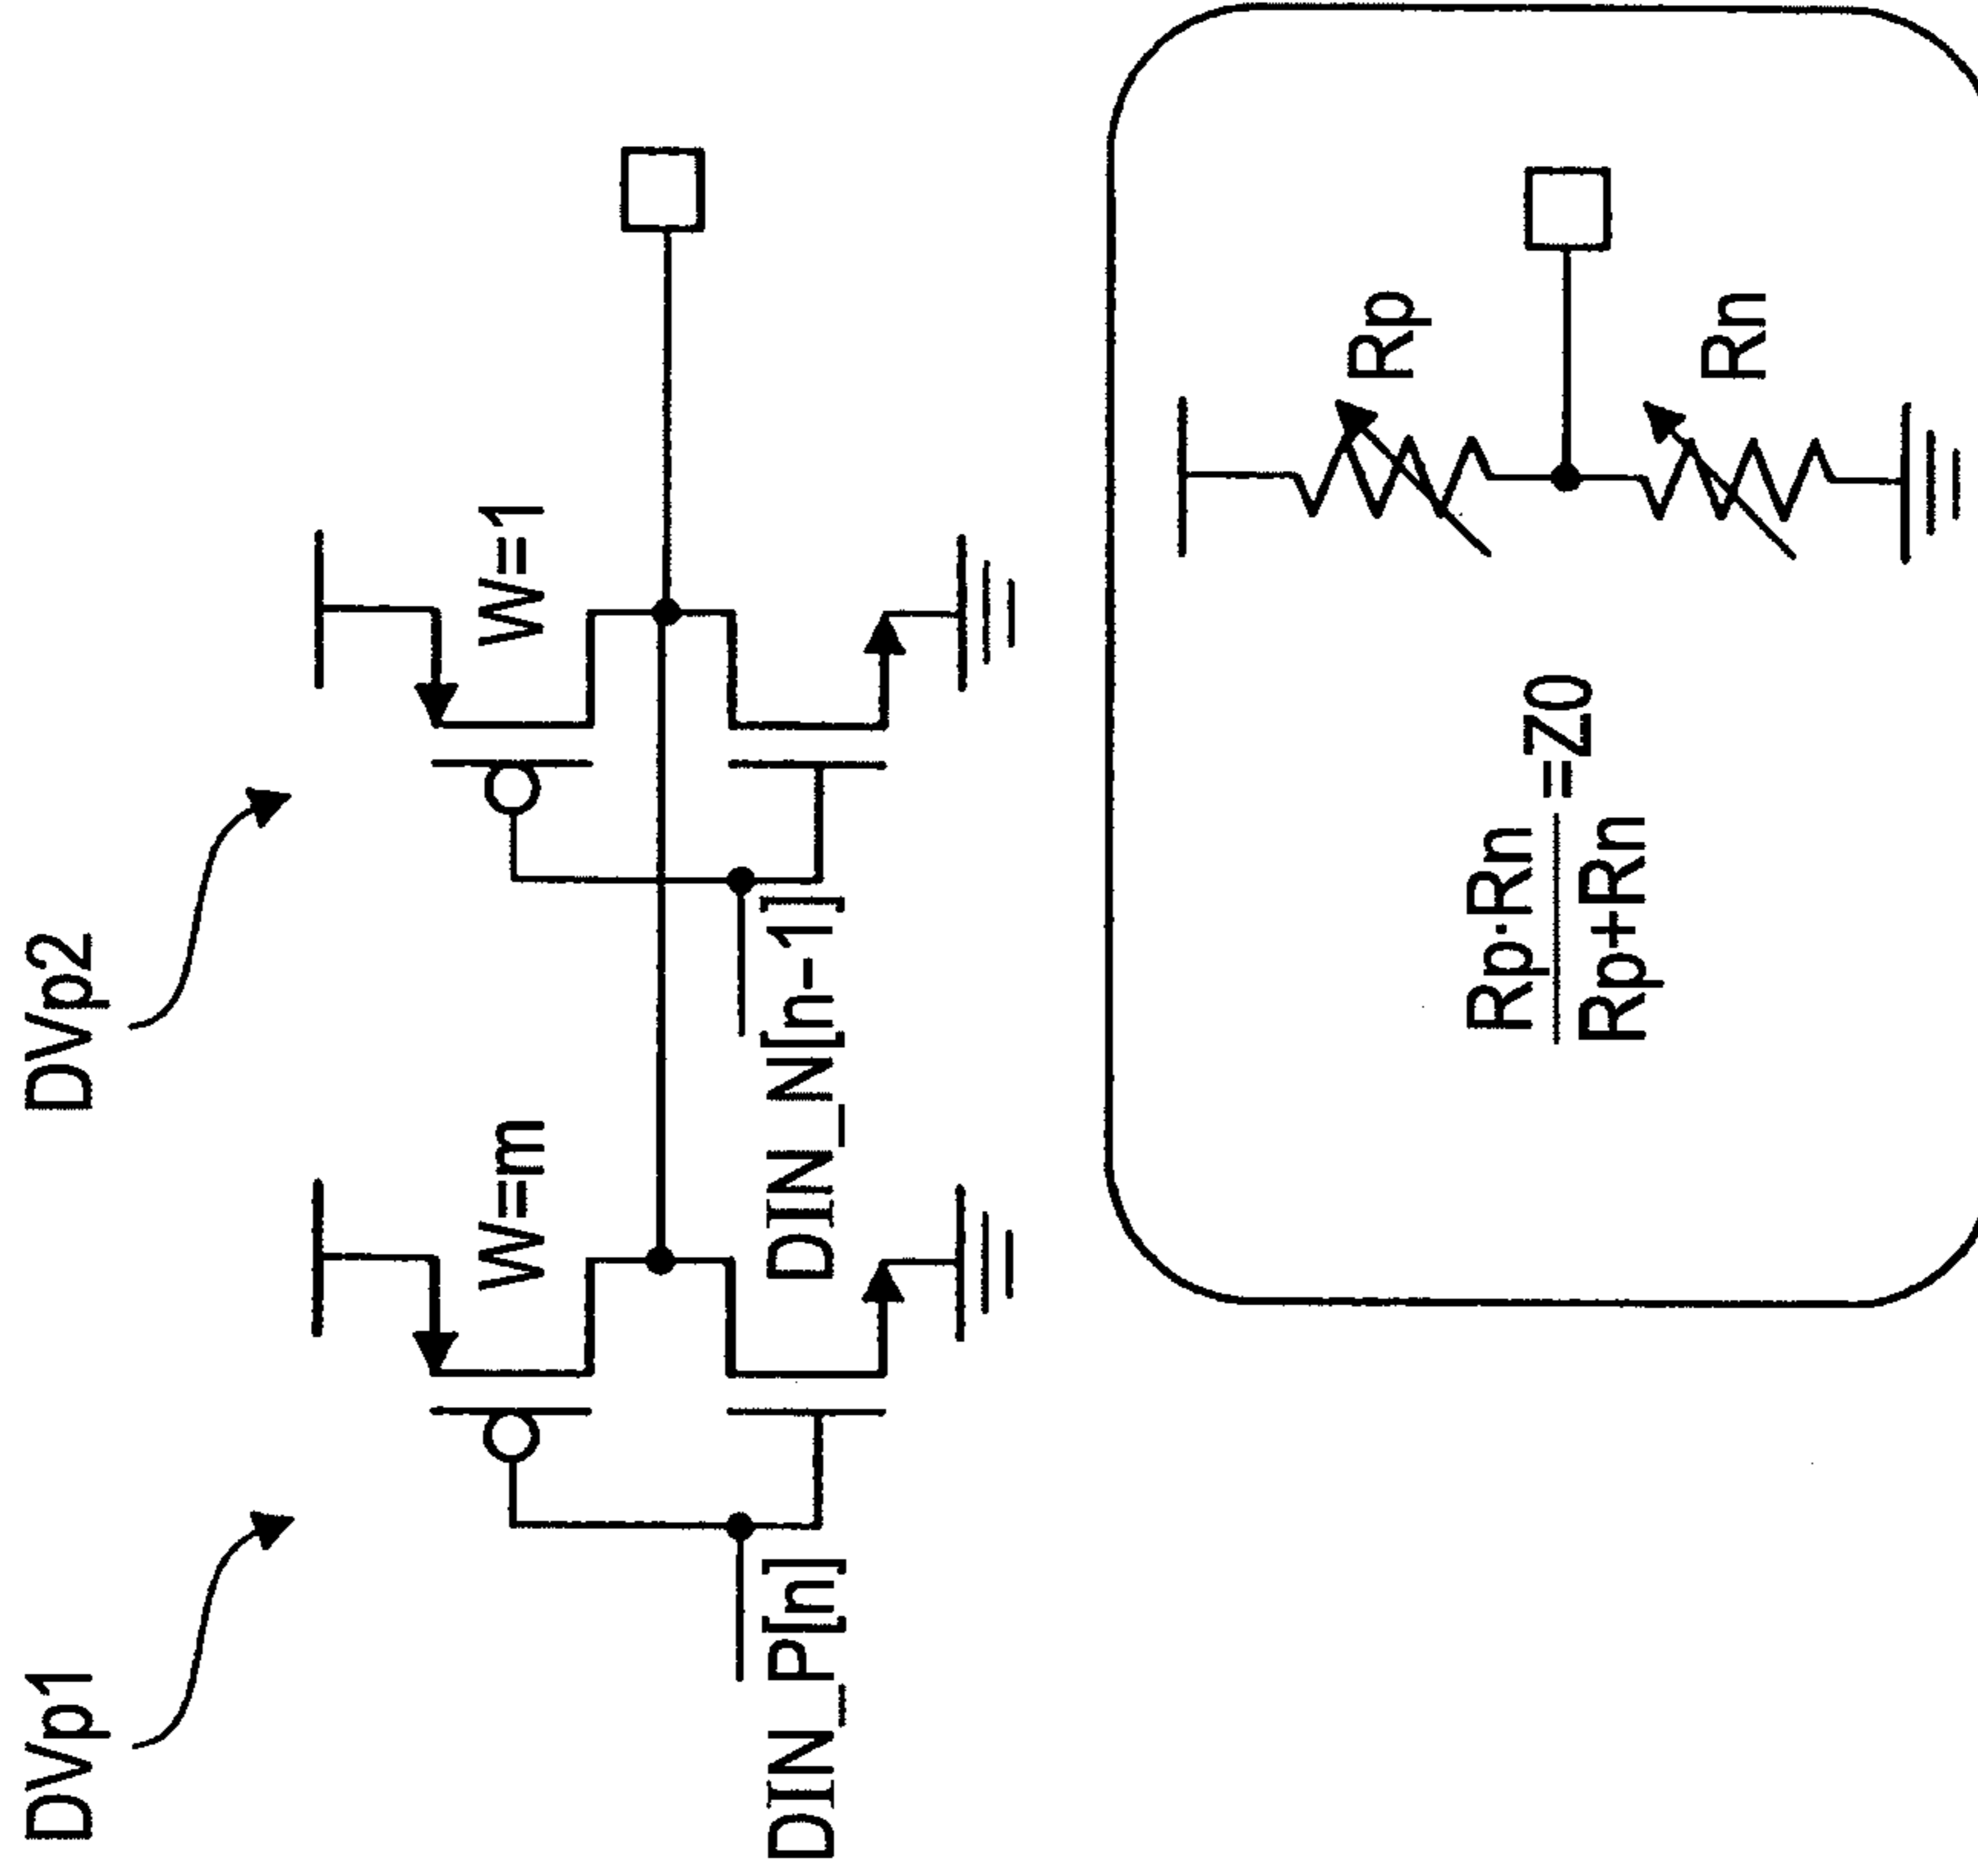 DVp1
DVp2
W=m
W=1
DIN_P[n]
DIN_N[n-1]
Rp
Rn
Rp·Rn
Rp+Rn
=Z0